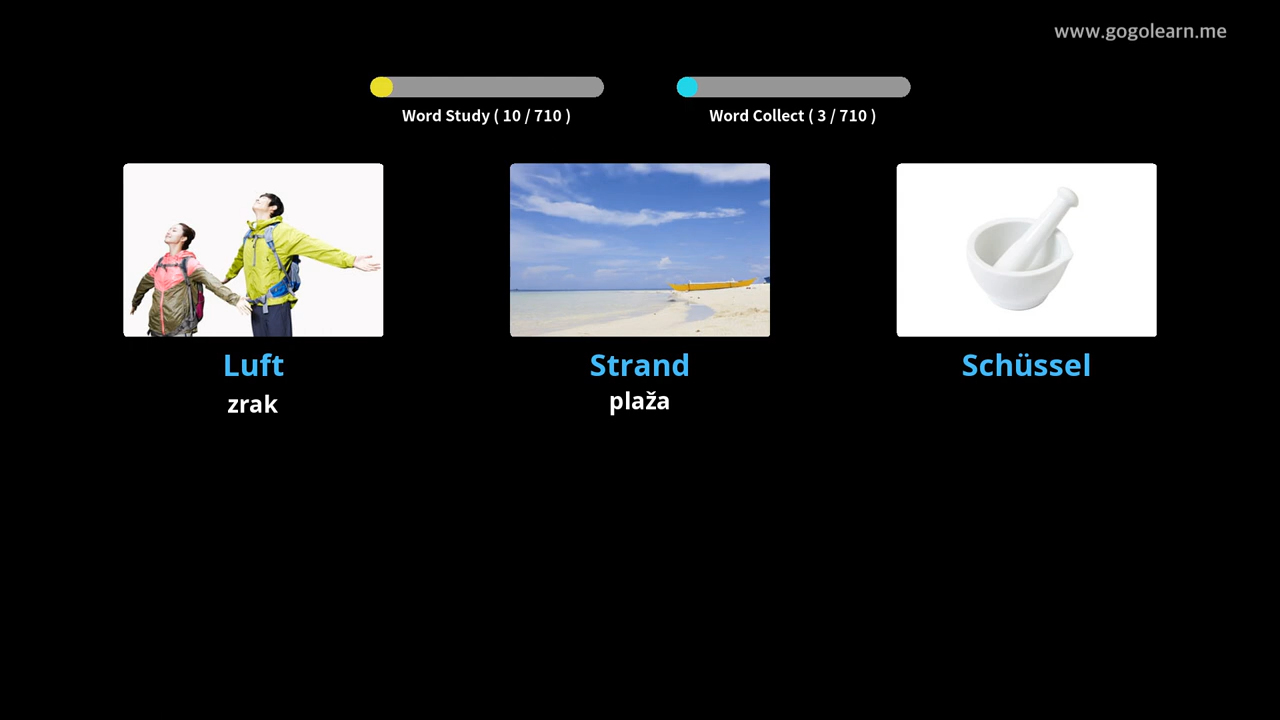 www.gogolearn.me
Word Study ( 10 / 710 )
Word Collect ( 3 / 710 )
Luft
zrak
Strand
plaža
Schüssel